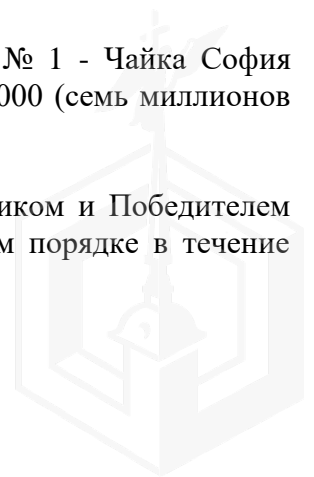 № 1 - Чайка София
000 (семь миллионов
иком и Победителем
м порядке в течение